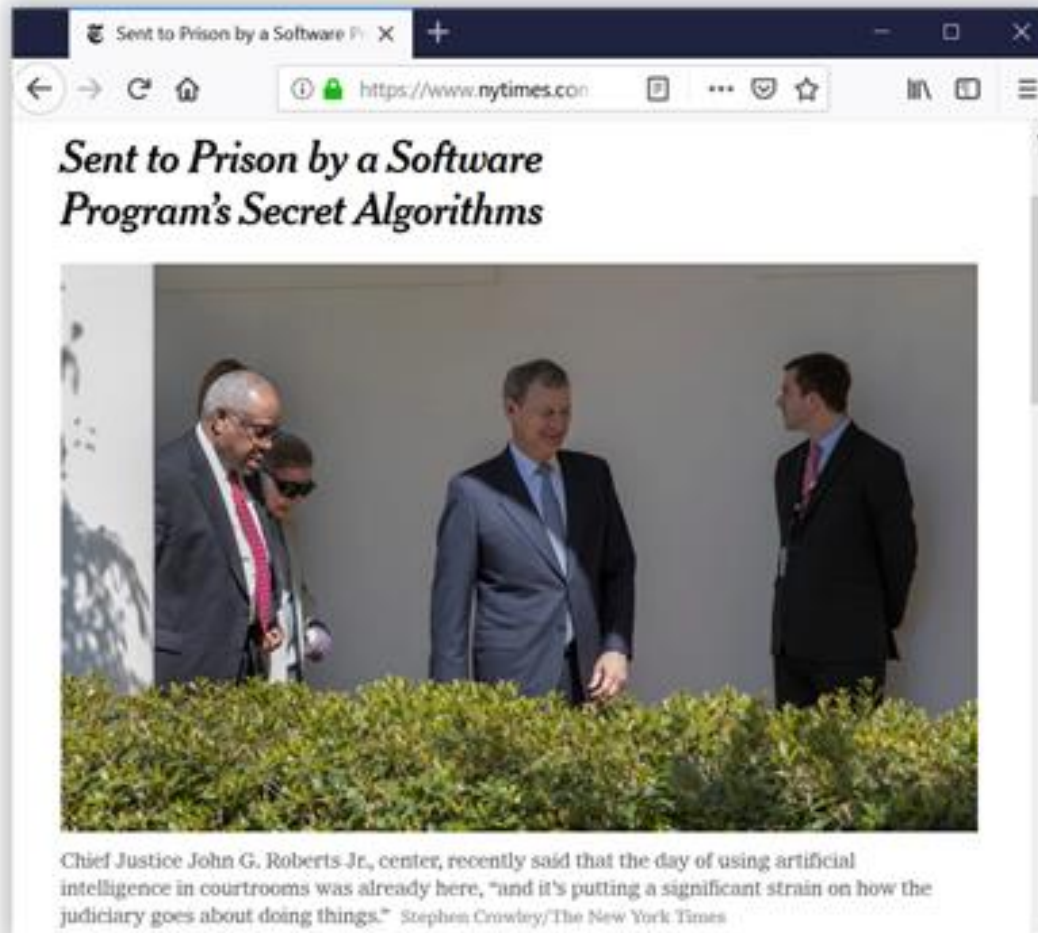 Sent to Prison by a Software P
https://www.nytimes.con
Sent to Prison by a Software
Program's Secret Algorithms
Chief Justice John G. Roberts Jr., center, recently said that the day of using artificial
intelligence in courtrooms was already here, “and it's putting a significant strain on how the
judiciary goes about doing things.” Stephen Crowley/The New York Times